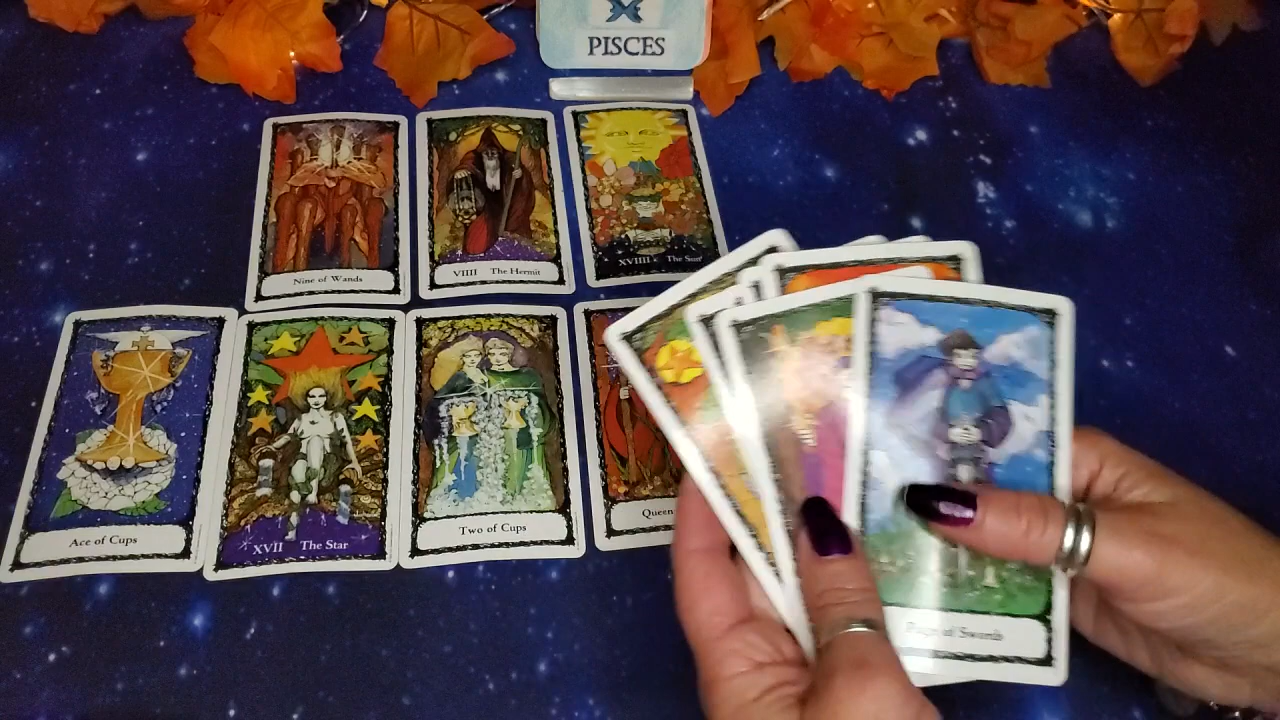 PISCES
Nine of Wands
VIIII The Hermit
XVIIII The Sun
Ace of Cups
XVII The Star
Two of Cups
Queen
of Swords